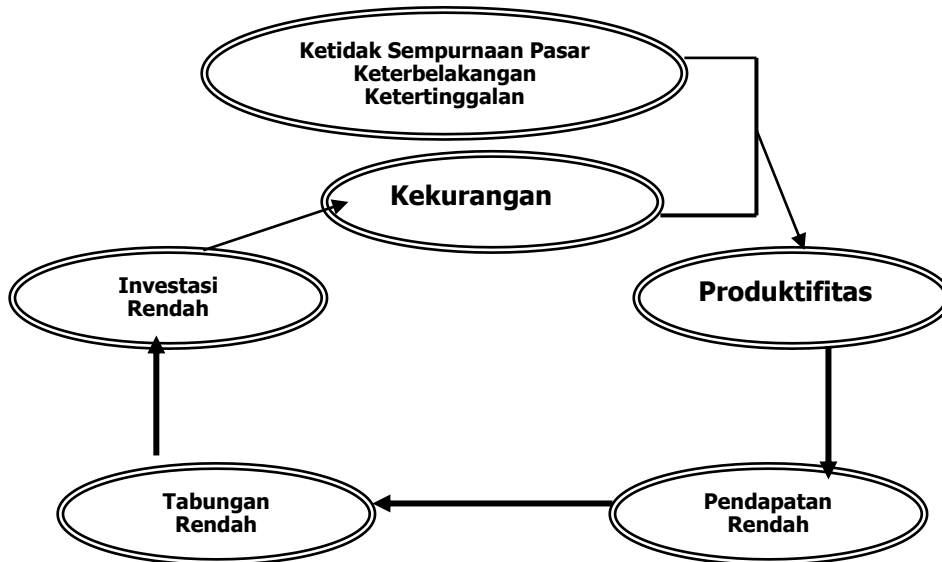 Ketidak Sempurnaan Pasar
Keterbelakangan
Ketertinggalan
Kekurangan
Investasi
Rendah
Produktifitas
Tabungan
Rendah
Pendapatan
Rendah